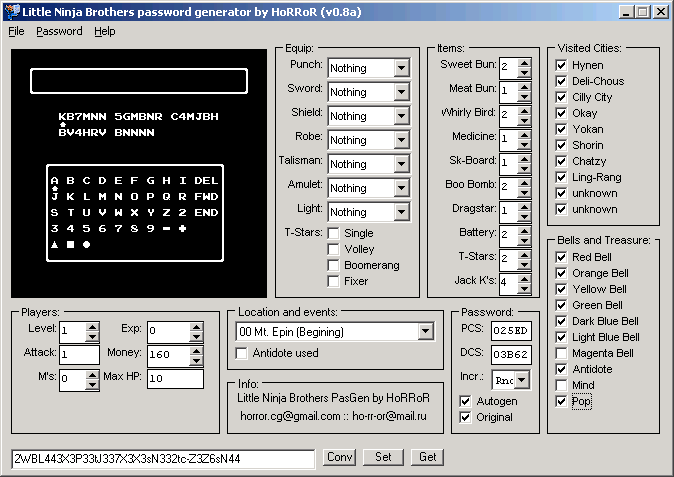 Little Ninja Brothers password generator by HoRRoR (v0.8a)
File Password Help
KB7MNN 5GMBNR C4MJBH
BV4HRV BNNNN
A B C D E F G H I DEL
J K L M N O P Q R FWD
S T U V W X Y Z 2 END
3 4 5 6 7 8 9 - +
▲ ■ ●
Equip:
Punch: Nothing
Sword: Nothing
Shield: Nothing
Robe: Nothing
Talisman: Nothing
Amulet: Nothing
Light: Nothing
T-Stars: Single
Volley
Boomerang
Fixer
Items:
Sweet Bun: 2
Meat Bun: 1
Whirly Bird: 2
Medicine: 1
Sk-Board: 1
Boo Bomb: 2
Dragstar: 1
Battery: 2
T-Stars: 2
Jack K's: 4
Visited Cities:
Hynen
Deli-Chous
Cilly City
Okay
Yokan
Shorin
Chatzy
Ling-Rang
unknown
unknown
Bells and Treasure:
Red Bell
Orange Bell
Yellow Bell
Green Bell
Dark Blue Bell
Light Blue Bell
Magenta Bell
Antidote
Mind
Pop
Players:
Level: 1 Exp: 0
Attack: 1 Money: 160
M's: 0 Max HP: 10
Location and events:
00 Mt. Epin (Begining)
Antidote used
Info:
Little Ninja Brothers PasGen by HoRRoR
horror.cg@gmail.com :: ho-rr-or@mail.ru
Password:
PCS: 025ED
DCS: 03B62
Incr.:
Autogen
Original
2WBL443X3P33tJ337X3X3sN332tc-Z3Z6sN44 Conv Set Get